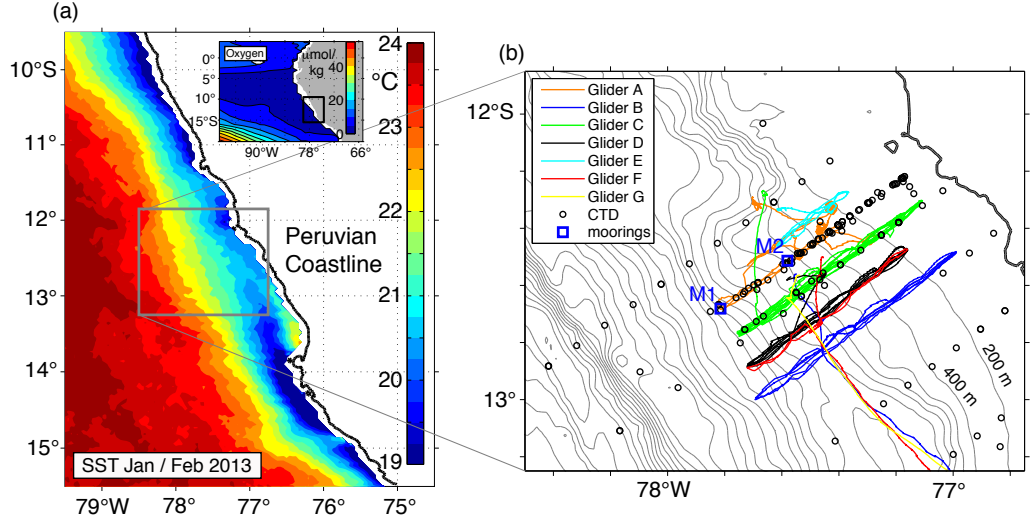 (a)
10°S
11°
12°
13°
14°
15°
79°W
78°
77°
76°
75°
SST Jan / Feb 2013
Peruvian
Coastline
24
°C
23
22
21
20
19
Oxygen
μmol/
kg
40
20
0
0°
5°
10°
15°S
90°W
78°
66°
(b)
12°S
13°
78°W
77°
Glider A
Glider B
Glider C
Glider D
Glider E
Glider F
Glider G
CTD
moorings
M2
M1
200 m
400 m